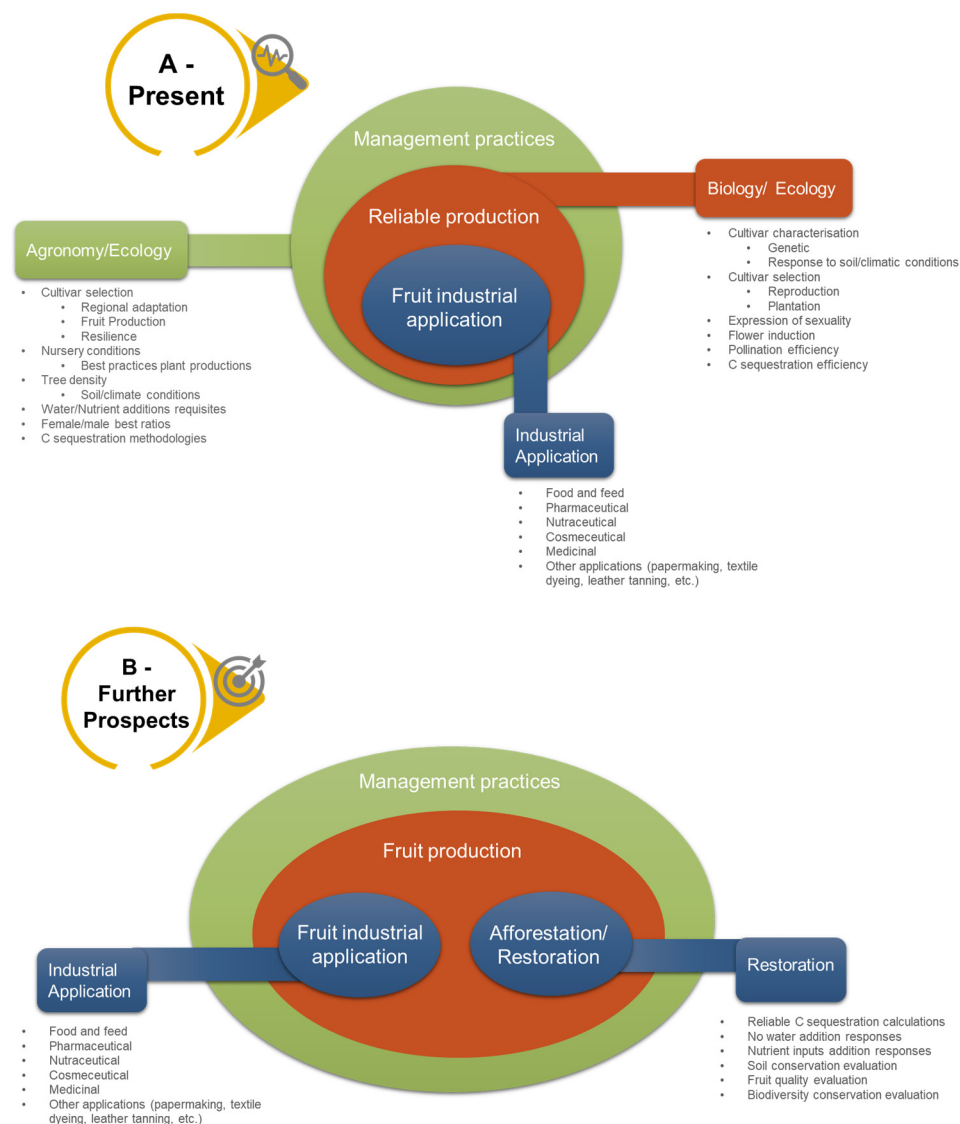 A -
Present
Management practices
Reliable production
Fruit industrial
application
Agronomy/Ecology
• Cultivar selection
• Regional adaptation
• Fruit Production
• Resilience
• Nursery conditions
• Best practices plant productions
• Tree density
• Soil/climate conditions
• Water/Nutrient additions requisites
• Female/male best ratios
• C sequestration methodologies
Biology/ Ecology
• Cultivar characterisation
• Genetic
• Response to soil/climatic conditions
• Cultivar selection
• Reproduction
• Plantation
• Expression of sexuality
• Flower induction
• Pollination efficiency
• C sequestration efficiency
Industrial
Application
• Food and feed
• Pharmaceutical
• Nutraceutical
• Cosmeceutical
• Medicinal
• Other applications (papermaking, textile
dyeing, leather tanning, etc.)
B -
Further
Prospects
Management practices
Fruit production
Fruit industrial
application
Afforestation/
Restoration
Industrial
Application
• Food and feed
• Pharmaceutical
• Nutraceutical
• Cosmeceutical
• Medicinal
• Other applications (papermaking, textile
dyeing, leather tanning, etc.)
Restoration
• Reliable C sequestration calculations
• No water addition responses
• Nutrient inputs addition responses
• Soil conservation evaluation
• Fruit quality evaluation
• Biodiversity conservation evaluation